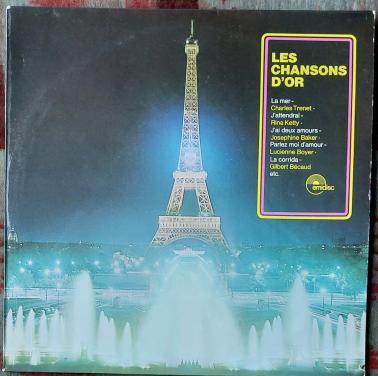 LES
CHANSONS
D'OR
La mer -
Charles Trenet -
J'attendrai -
Rina Ketty -
J'ai deux amours -
Josephine Baker -
Parlez moi d'amour -
Lucienne Boyer -
La corrida -
Gilbert Bécaud
etc.
emidisc